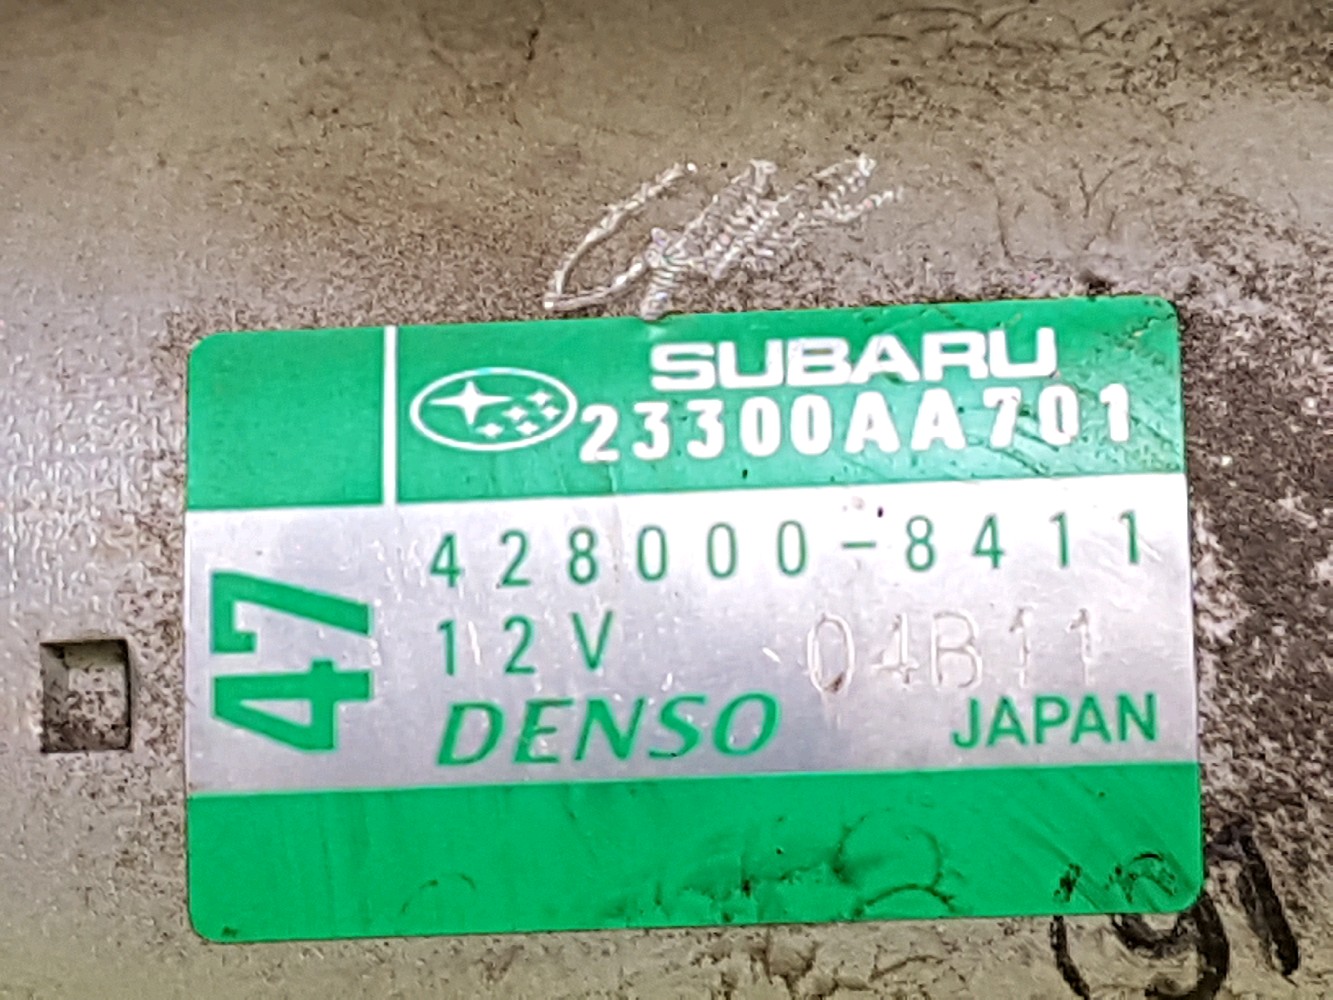 SUBARU
23300AA701
428000-8411
12V 04B11
DENSO JAPAN
47